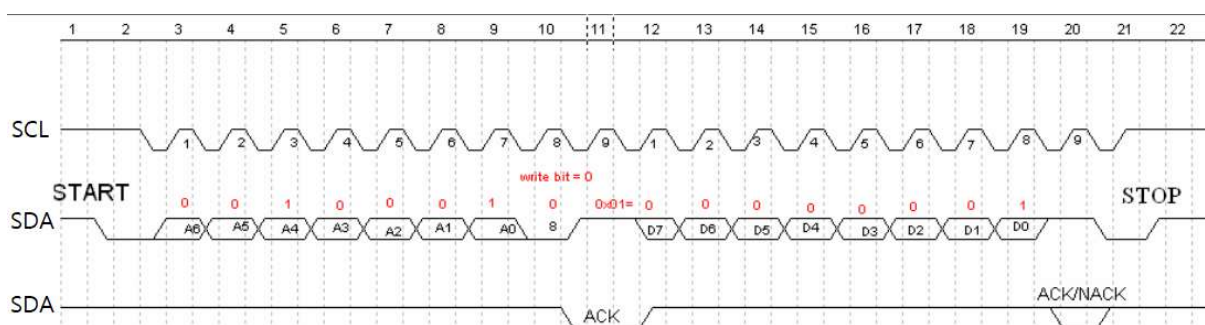 1 2 3 4 5 6 7 8 9 10 11 12 13 14 15 16 17 18 19 20 21 22
SCL 1 2 3 4 5 6 7 8 9 1 2 3 4 5 6 7 8 9
write bit = 0
START 0 0 1 0 0 0 1 0 0x01= 0 0 0 0 0 0 0 1 STOP
SDA A6 A5 A4 A3 A2 A1 A0 8 D7 D6 D5 D4 D3 D2 D1 D0
SDA ACK ACK/NACK